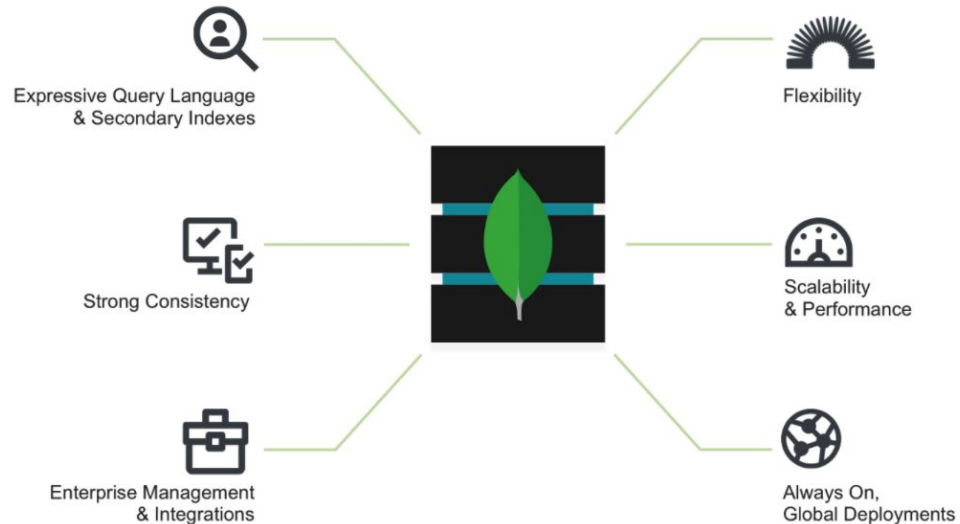 Expressive Query Language
& Secondary Indexes
Flexibility
Strong Consistency
Scalability
& Performance
Enterprise Management
& Integrations
Always On,
Global Deployments